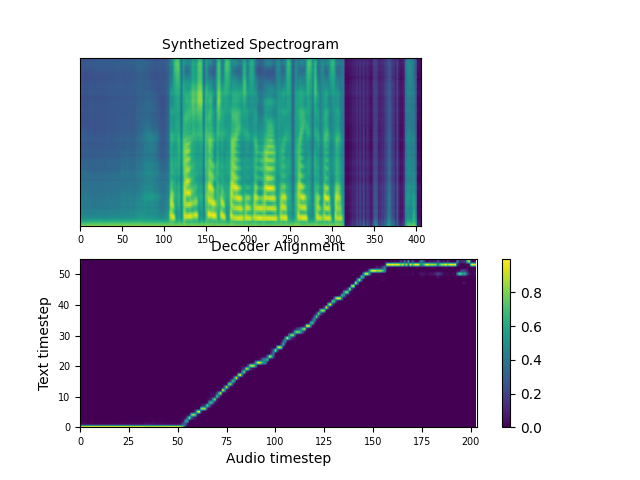 Synthetized Spectrogram
0 50 100 150 200 250 300 350 400
Decoder Alignment
Text timestep
50
40
30
20
10
0
0 25 50 75 100 125 150 175 200
Audio timestep
0.8
0.6
0.4
0.2
0.0